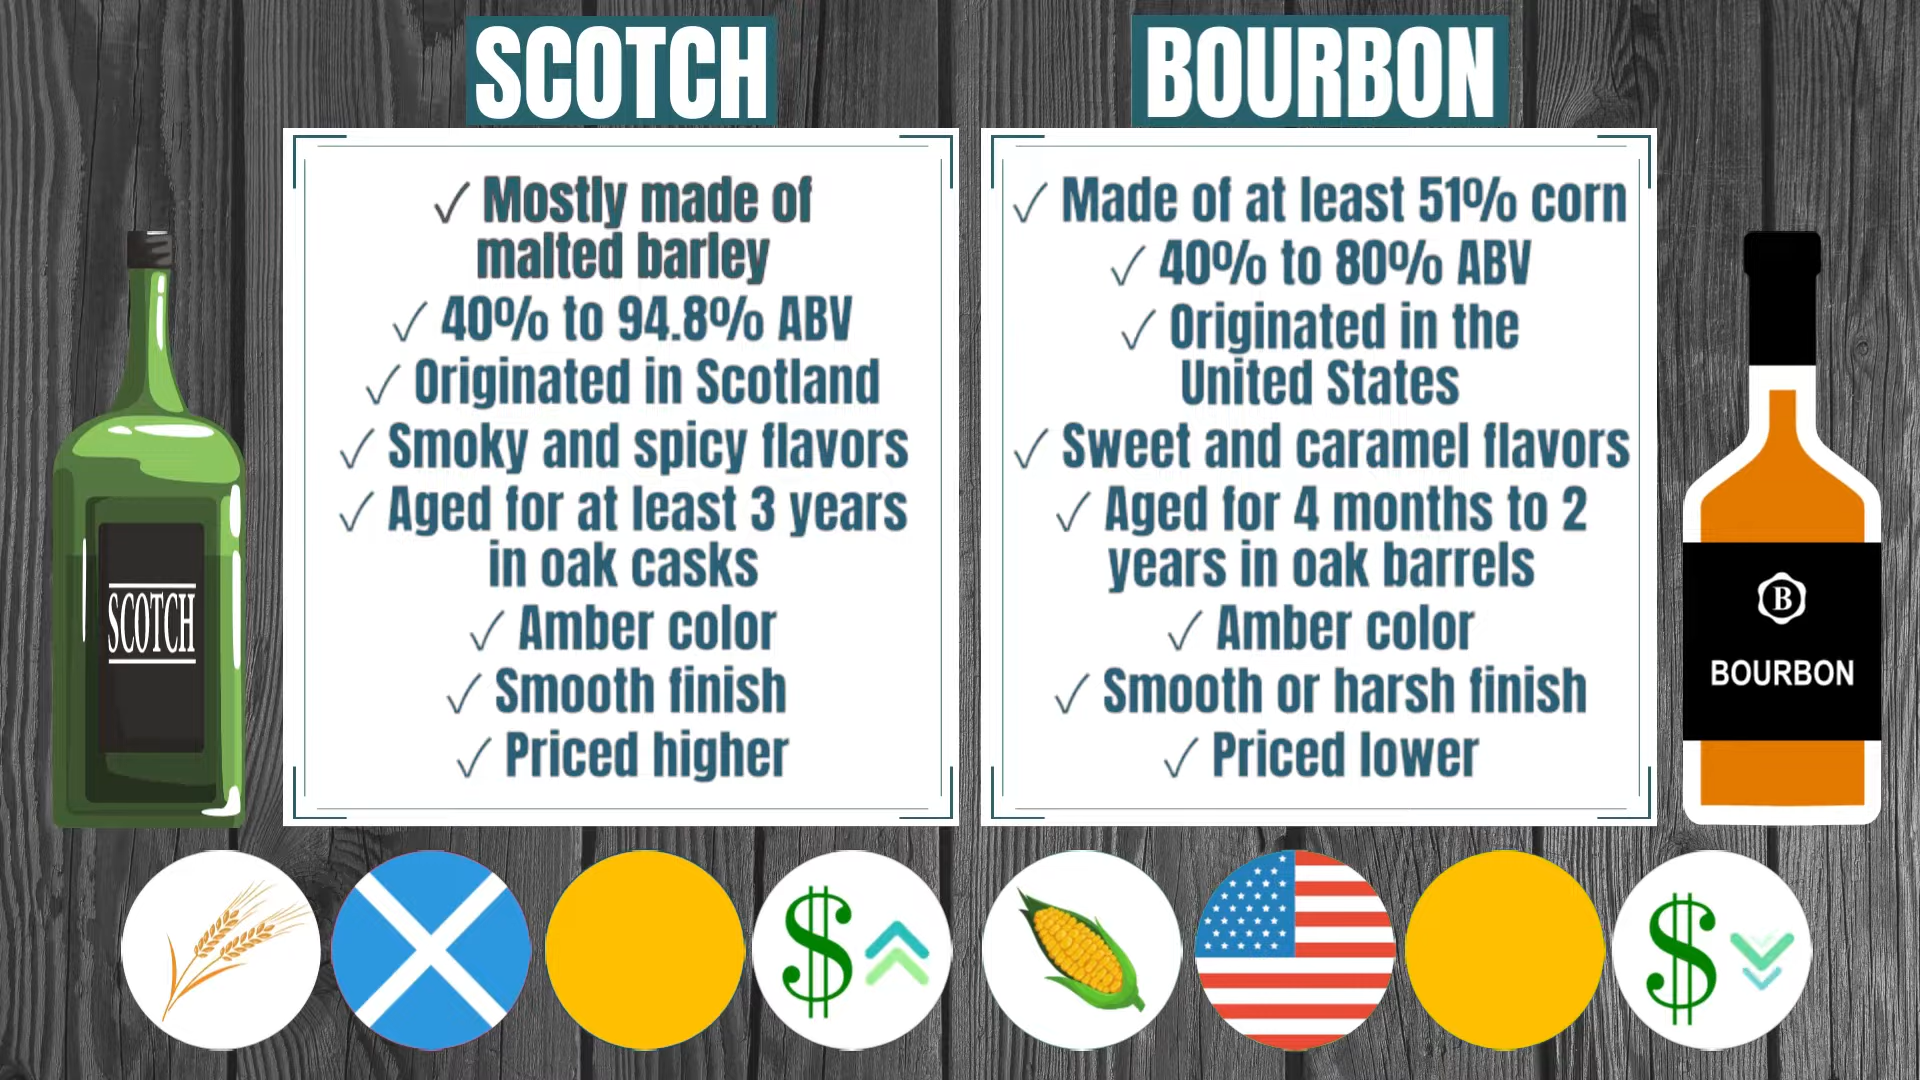 SCOTCH
✓ Mostly made of
malted barley
✓ 40% to 94.8% ABV
✓ Originated in Scotland
✓ Smoky and spicy flavors
✓ Aged for at least 3 years
in oak casks
✓ Amber color
✓ Smooth finish
✓ Priced higher
BOURBON
✓ Made of at least 51% corn
✓ 40% to 80% ABV
✓ Originated in the
United States
✓ Sweet and caramel flavors
✓ Aged for 4 months to 2
years in oak barrels
✓ Amber color
✓ Smooth or harsh finish
✓ Priced lower
SCOTCH
B
BOURBON
$
$